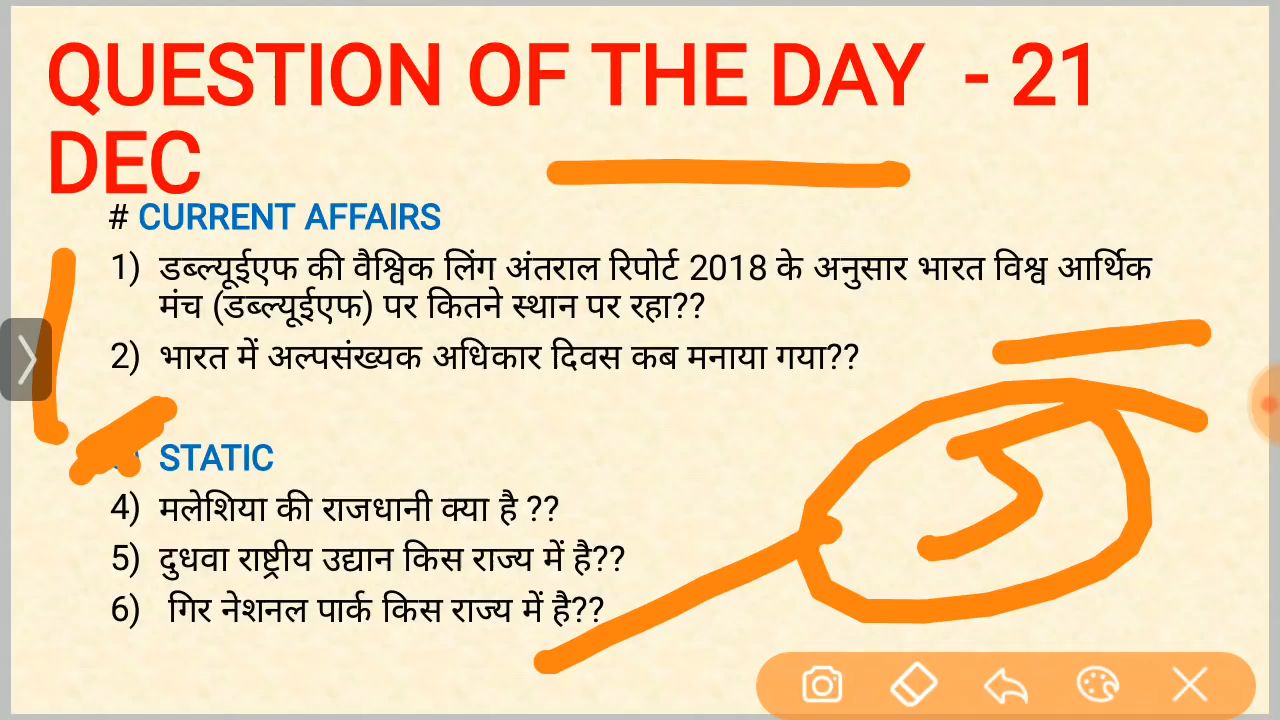 QUESTION OF THE DAY - 21
DEC
# CURRENT AFFAIRS
1) डब्ल्यूईएफ की वैश्विक लिंग अंतराल रिपोर्ट 2018 के अनुसार भारत विश्व आर्थिक
मंच (डब्ल्यूईएफ) पर कितने स्थान पर रहा??
2) भारत में अल्पसंख्यक अधिकार दिवस कब मनाया गया??
STATIC
4) मलेशिया की राजधानी क्या है ??
5) दुधवा राष्ट्रीय उद्यान किस राज्य में है??
6) गिर नेशनल पार्क किस राज्य में है??